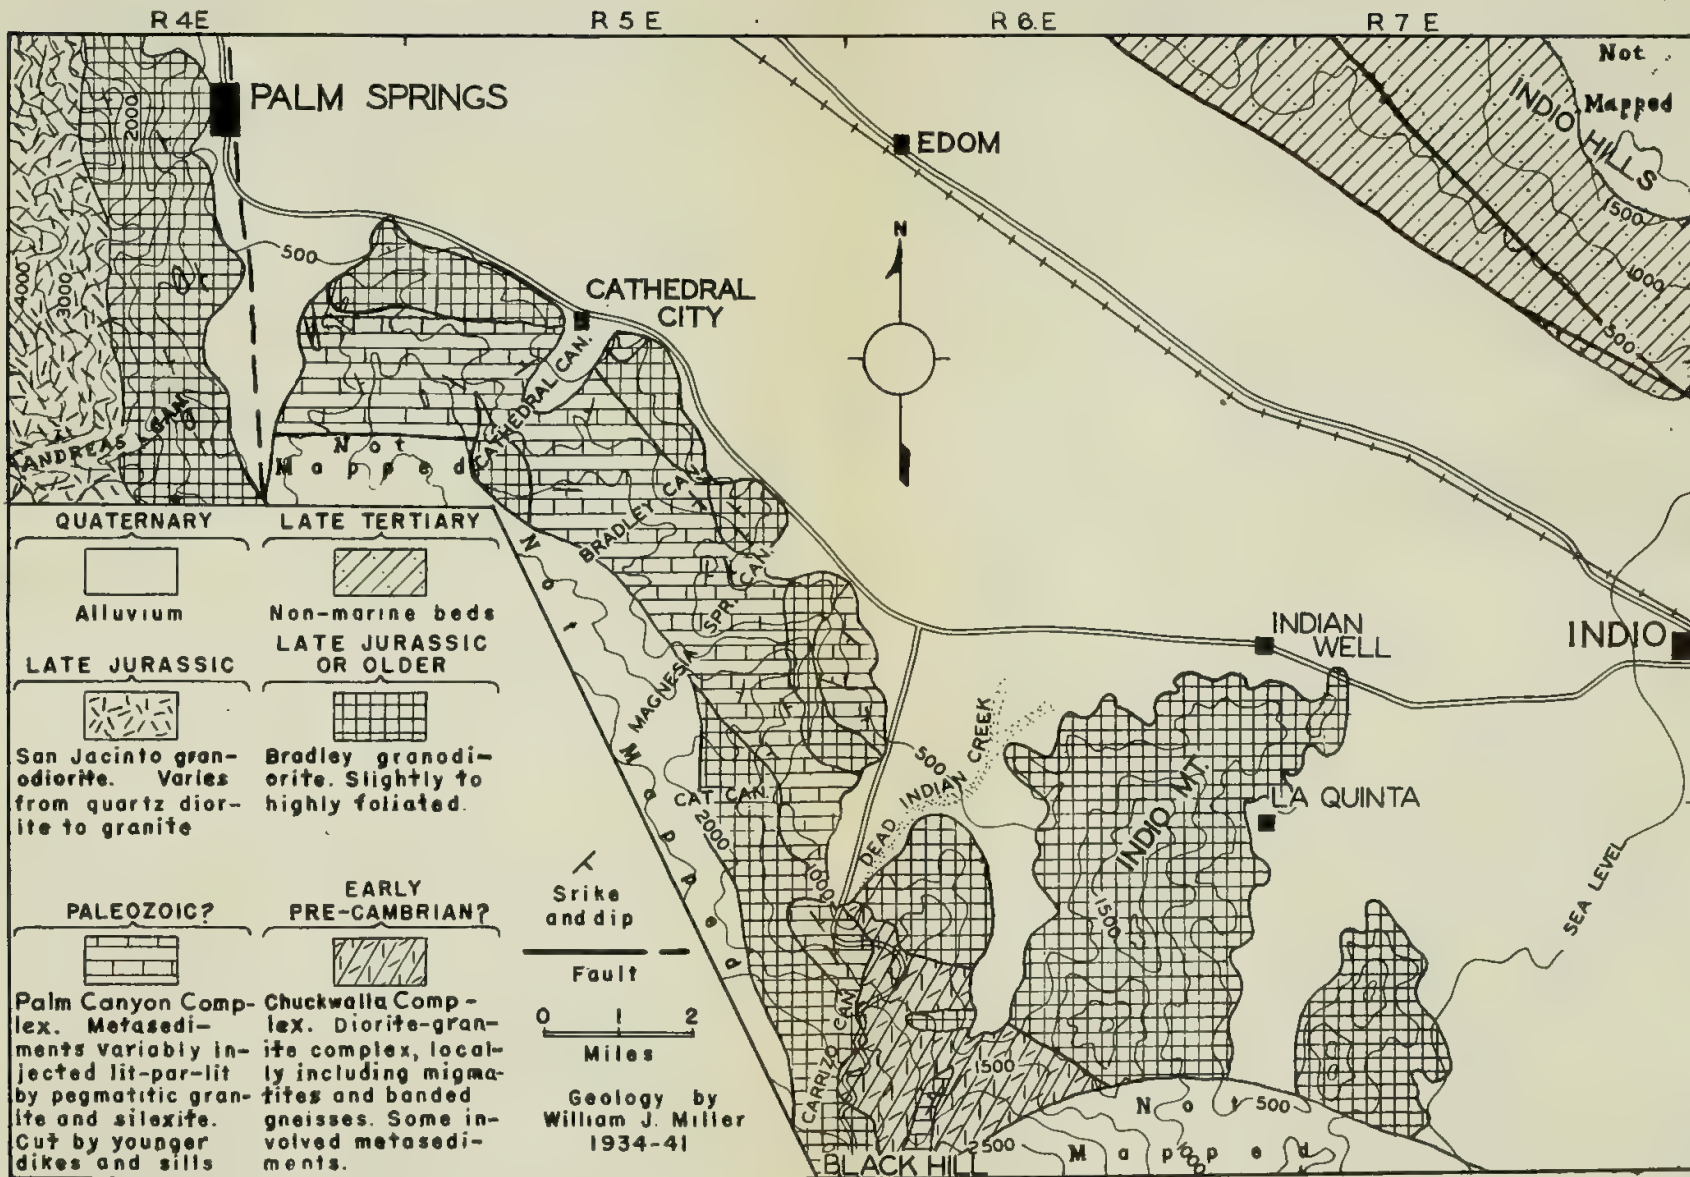 R 4 E R 5 E R 6. E R 7 E
PALM SPRINGS
EDOM
Not
Mapped
INDIO
HILLS
2000
4000
3000
500
1500
1000
500
N
CATHEDRAL
CITY
CATHEDRAL CAN.
CATHEDRAL CAN.
ANDREAS CAN.
Not
Mapped
BRADLEY CAN.
MAGNESIA SPR. CAN.
Not Mapped
CAT CAN.
2000
1000
500
DEAD INDIAN CREEK
INDIAN
WELL
INDIO
INDIO MT.
1500
LA QUINTA
SEA LEVEL
CARRIZO CAN.
1500
2500
BLACK HILL
Not
500
Mapped
QUATERNARY
Alluvium
LATE TERTIARY
Non-marine beds
LATE JURASSIC
San Jacinto gran-
odiorite. Varies
from quartz dior-
ite to granite
LATE JURASSIC
OR OLDER
Bradley granodi-
orite. Slightly to
highly foliated.
PALEOZOIC?
Palm Canyon Comp-
lex. Metasedi-
ments variably in-
jected lit-par-lit
by pegmatitic gran-
ite and silexite.
Cut by younger
dikes and sills
EARLY
PRE-CAMBRIAN?
Chuckwalla Comp-
lex. Diorite-gran-
ite complex, local-
ly including migma-
tites and banded
gneisses. Some in-
volved metasedi-
ments.
Srike
and dip
Fault
0 1 2
Miles
Geology by
William J. Miller
1934-41